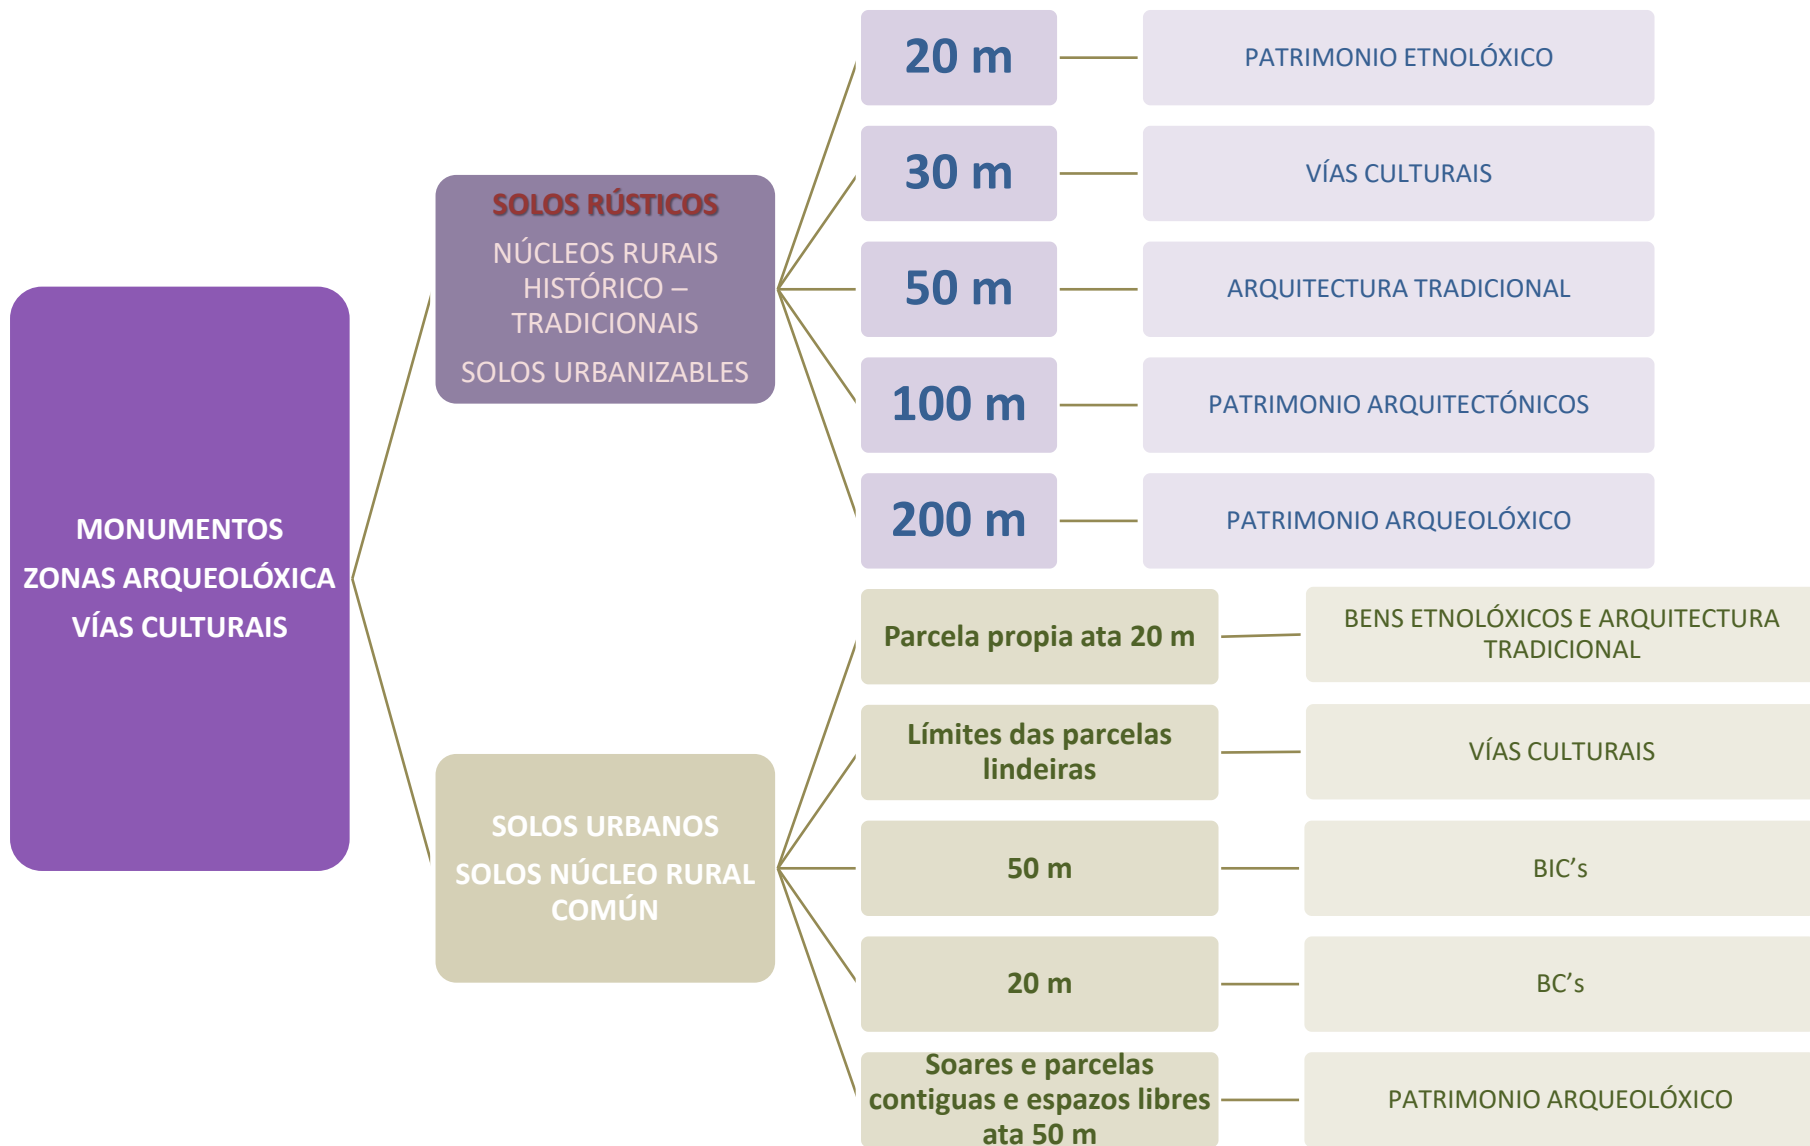 MONUMENTOS
ZONAS ARQUEOLÓXICA
VÍAS CULTURAIS
SOLOS RÚSTICOS
NÚCLEOS RURAIS
HISTÓRICO –
TRADICIONAIS
SOLOS URBANIZABLES
20 m
PATRIMONIO ETNOLÓXICO
30 m
VÍAS CULTURAIS
50 m
ARQUITECTURA TRADICIONAL
100 m
PATRIMONIO ARQUITECTÓNICOS
200 m
PATRIMONIO ARQUEOLÓXICO
SOLOS URBANOS
SOLOS NÚCLEO RURAL
COMÚN
Parcela propia ata 20 m
BENS ETNOLÓXICOS E ARQUITECTURA
TRADICIONAL
Límites das parcelas
lindeiras
VÍAS CULTURAIS
50 m
BIC’s
20 m
BC’s
Soares e parcelas
contiguas e espazos libres
ata 50 m
PATRIMONIO ARQUEOLÓXICO